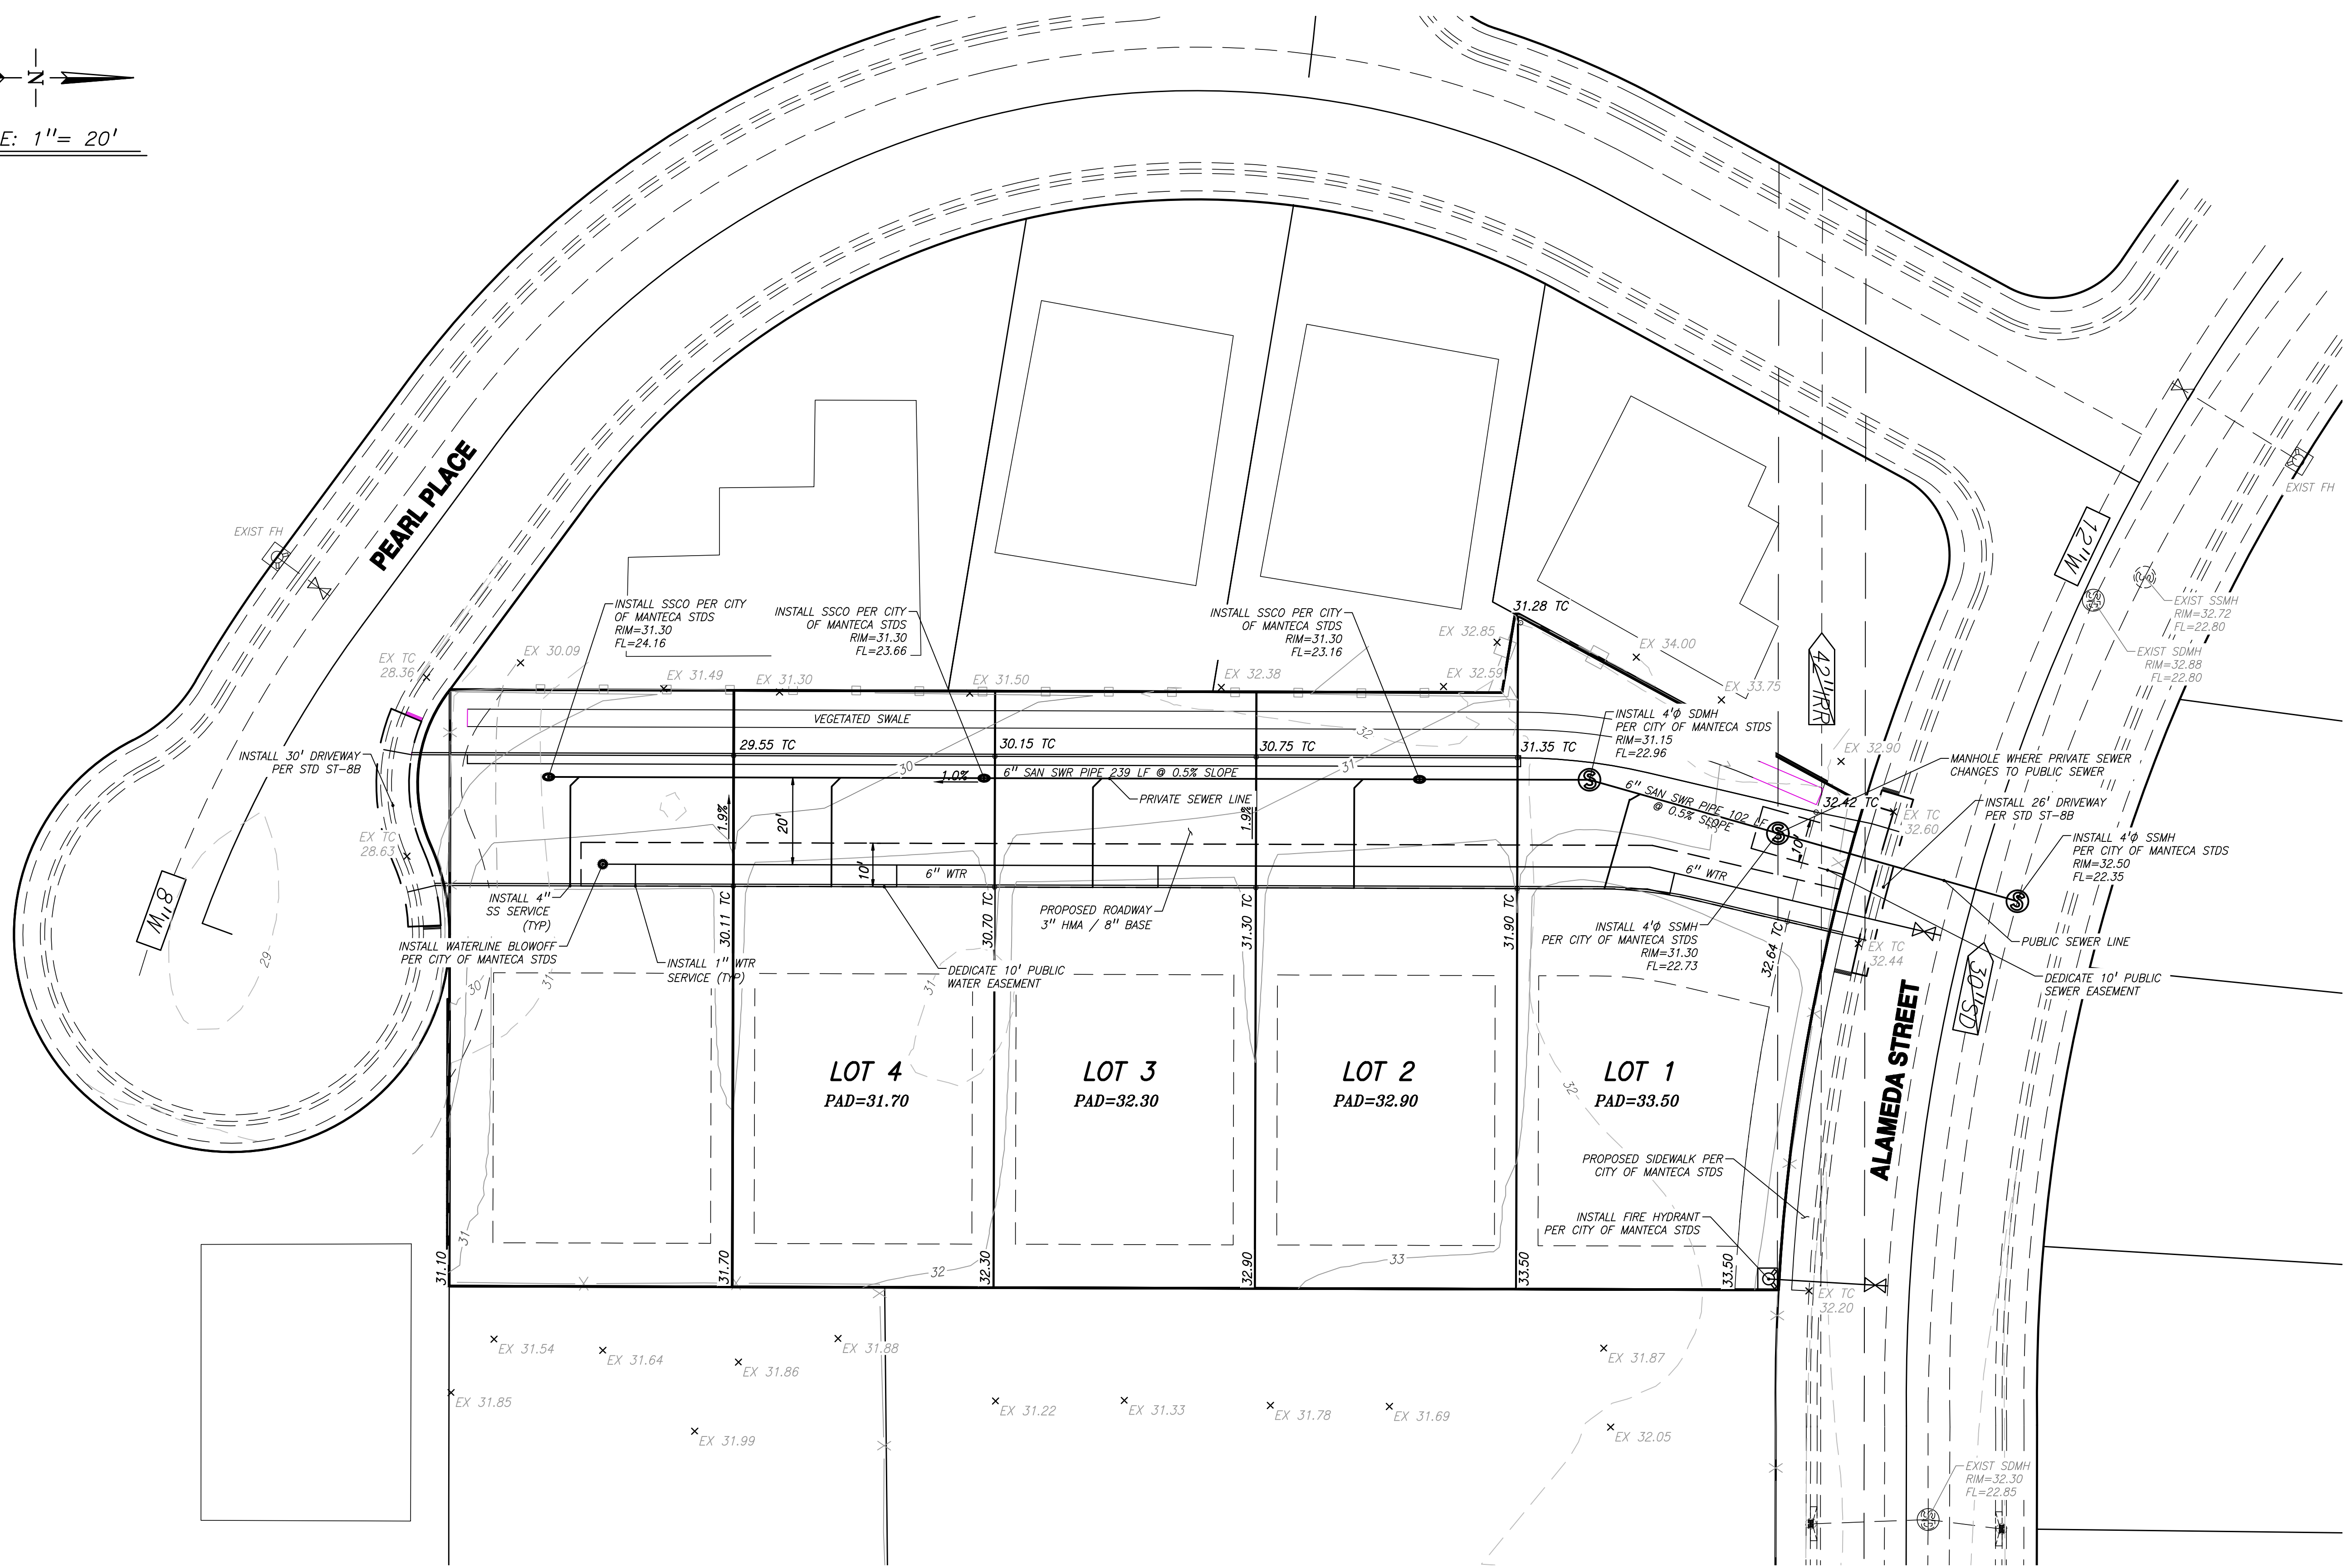 N
E: 1"= 20'
PEARL PLACE
EXIST FH
8"W
29
EX TC
28.36
EX 30.09
INSTALL SSCO PER CITY
OF MANTECA STDS
RIM=31.30
FL=24.16
INSTALL SSCO PER CITY
OF MANTECA STDS
RIM=31.30
FL=23.66
INSTALL SSCO PER CITY
OF MANTECA STDS
RIM=31.30
FL=23.16
31.28 TC
EX 32.85
EX 34.00
EX 31.49
EX 31.30
EX 31.50
EX 32.38
EX 32.59
EX 33.75
42"RR
12"W
EXIST FH
EXIST SSMH
RIM=32.72
FL=22.80
EXIST SDMH
RIM=32.88
FL=22.80
VEGETATED SWALE
32
INSTALL 4'ϕ SDMH
PER CITY OF MANTECA STDS
RIM=31.15
FL=22.96
EX 32.90
INSTALL 30' DRIVEWAY
PER STD ST-8B
29.55 TC
30.15 TC
30.75 TC
31.35 TC
MANHOLE WHERE PRIVATE SEWER
CHANGES TO PUBLIC SEWER
30
1.0%
6" SAN SWR PIPE 239 LF @ 0.5% SLOPE
31
PRIVATE SEWER LINE
6" SAN SWR PIPE 102 LF
@ 0.5% SLOPE
32.42 TC
INSTALL 26' DRIVEWAY
PER STD ST-8B
EX TC
32.60
1.9%
20'
1.9%
10'
INSTALL 4'ϕ SSMH
PER CITY OF MANTECA STDS
RIM=32.50
FL=22.35
EX TC
28.63
10'
6" WTR
6" WTR
INSTALL 4"
SS SERVICE
(TYP)
INSTALL WATERLINE BLOWOFF
PER CITY OF MANTECA STDS
30.11 TC
30.70 TC
31.30 TC
31.90 TC
32.64 TC
PROPOSED ROADWAY
3" HMA / 8" BASE
INSTALL 4'ϕ SSMH
PER CITY OF MANTECA STDS
RIM=31.30
FL=22.73
EX TC
32.44
PUBLIC SEWER LINE
INSTALL 1" WTR
SERVICE (TYP)
DEDICATE 10' PUBLIC
WATER EASEMENT
DEDICATE 10' PUBLIC
SEWER EASEMENT
30
31
31
30"SD
ALAMEDA STREET
LOT 4
PAD=31.70
LOT 3
PAD=32.30
LOT 2
PAD=32.90
LOT 1
PAD=33.50
32
PROPOSED SIDEWALK PER
CITY OF MANTECA STDS
INSTALL FIRE HYDRANT
PER CITY OF MANTECA STDS
31.10
31
31.70
32
32.30
32.90
33
33.50
33.50
EX TC
32.20
EX 31.54
EX 31.64
EX 31.86
EX 31.88
EX 31.87
EX 31.85
EX 31.99
EX 31.22
EX 31.33
EX 31.78
EX 31.69
EX 32.05
EXIST SDMH
RIM=32.30
FL=22.85